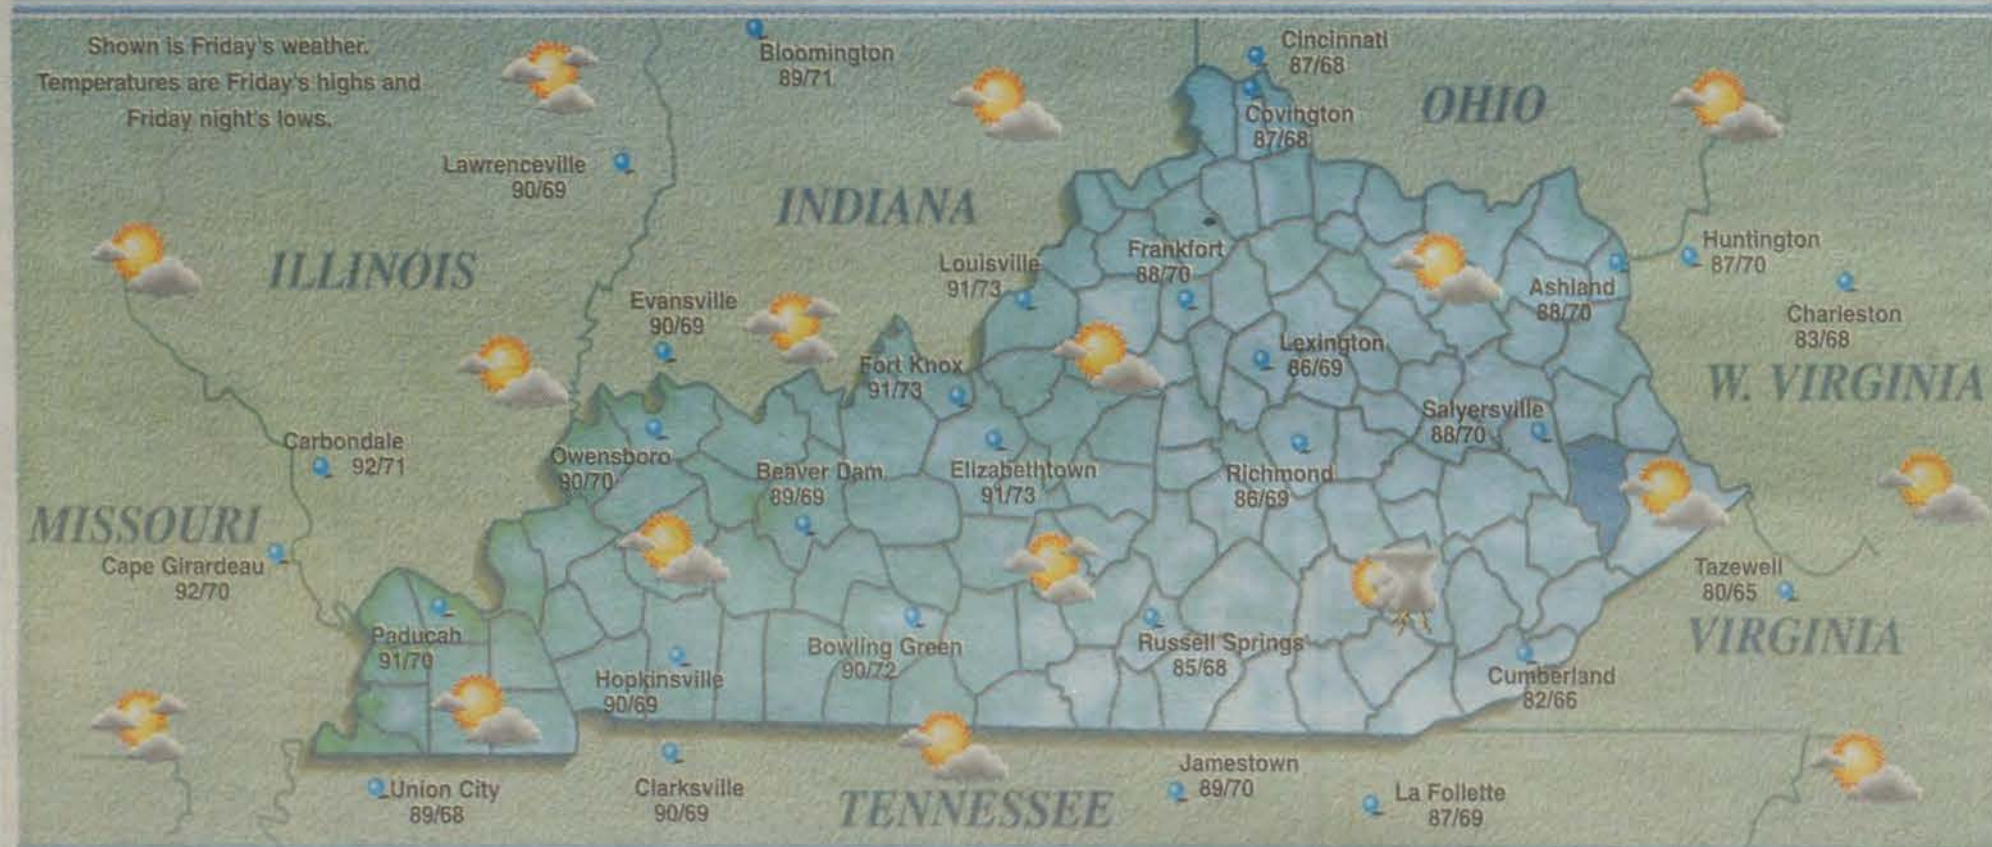 Shown is Friday's weather.
Temperatures are Friday's highs and
Friday night's lows.
Bloomington
89/71
Cincinnati
87/68
Covington
87/68
OHIO
Lawrenceville
90/69
INDIANA
ILLINOIS
Evansville
90/69
Louisville
91/73
Frankfort
88/70
Ashland
88/70
Huntington
87/70
Charleston
83/68
W. VIRGINIA
Fort Knox
91/73
Lexington
86/69
Salyersville
88/70
Carbondale
92/71
Owensboro
90/70
Beaver Dam
89/69
Elizabethtown
91/73
Richmond
86/69
MISSOURI
Cape Girardeau
92/70
Tazewell
80/65
VIRGINIA
Paducah
91/70
Hopkinsville
90/69
Bowling Green
90/72
Russell Springs
85/68
Cumberland
82/66
Union City
89/68
Clarksville
90/69
TENNESSEE
Jamestown
89/70
La Follette
87/69